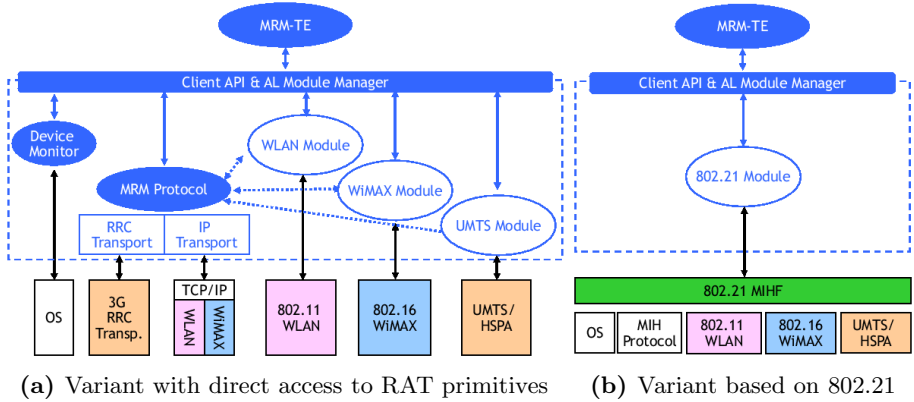 MRM-TE
Client API & AL Module Manager
Device
Monitor
WLAN Module
MRM Protocol
WiMAX Module
RRC
Transport
IP
Transport
UMTS Module
OS
3G
RRC
Transp.
TCP/IP
WLAN
WiMAX
802.11
WLAN
802.16
WiMAX
UMTS/
HSPA
(a) Variant with direct access to RAT primitives
MRM-TE
Client API & AL Module Manager
802.21 Module
802.21 MIHF
OS
MIH
Protocol
802.11
WLAN
802.16
WiMAX
UMTS/
HSPA
(b) Variant based on 802.21